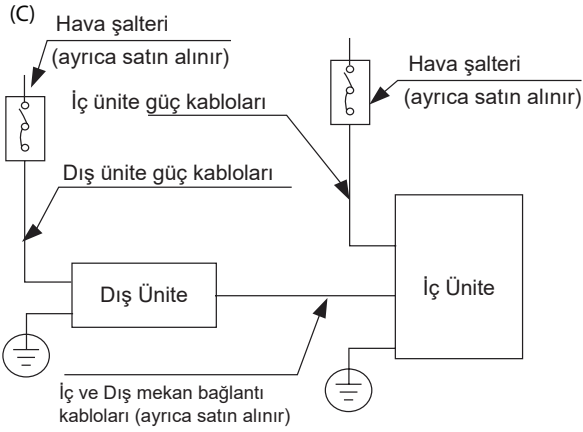 (C)
Hava şalteri
(ayrıca satın alınır)
Hava şalteri
(ayrıca satın alınır)
İç ünite güç kabloları
Dış ünite güç kabloları
Dış Ünite
İç Ünite
İç ve Dış mekan bağlantı
kabloları (ayrıca satın alınır)